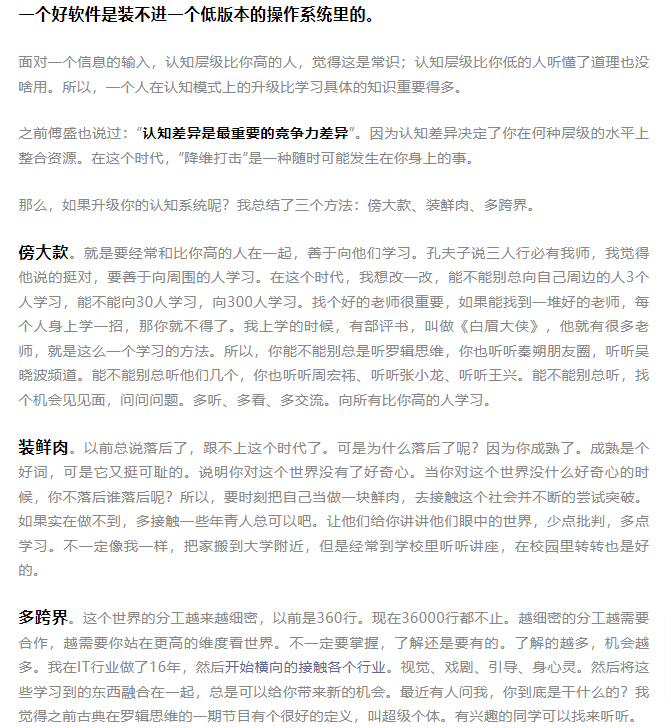 一个好软件是装不进一个低版本的操作系统里的。
面对一个信息的输入，认知层级比你高的人，觉得这是常识；认知层级比你低的人听懂了道理也没
啥用。所以，一个人在认知模式上的升级比学习具体的知识重要得多。
之前傅盛也说过：“认知差异是最重要的竞争力差异”。因为认知差异决定了你在何种层级的水平上
整合资源。在这个时代，“降维打击”是一种随时可能发生在你身上的事。
那么，如果升级你的认知系统呢？我总结了三个方法：傍大款、装鲜肉、多跨界。
傍大款。就是要经常和比你高的人在一起，善于向他们学习。孔夫子说三人行必有我师，我觉得
他说的挺对，要善于向周围的人学习。在这个时代，我想改一改，能不能别总向自己周边的人3个
人学习，能不能向30人学习，向300人学习。找个好的老师很重要，如果能找到一堆好的老师，每
个人身上学一招，那你就不得了。我上学的时候，有部评书，叫做《白眉大侠》，他就有很多老
师，就是这么一个学习的方法。所以，你能不能别总是听罗辑思维，你也听听秦朔朋友圈，听听吴
晓波频道。能不能别总听他们几个，你也听听周宏祎、听听张小龙、听听王兴。能不能别总听，找
个机会见见面，问问问题。多听、多看、多交流。向所有比你高的人学习。
装鲜肉。以前总说落后了，跟不上这个时代了。可是为什么落后了呢？因为你成熟了。成熟是个
好词，可是它又挺可耻的。说明你对这个世界没有了好奇心。当你对这个世界没什么好奇心的时
候，你不落后谁落后呢？所以，要时刻把自己当做一块鲜肉，去接触这个社会并不断的尝试突破。
如果实在做不到，多接触一些年青人总可以吧。让他们给你讲讲他们眼中的世界，少点批判，多点
学习。不一定像我一样，把家搬到大学附近，但是经常到学校里听听讲座，在校园里转转也是好
的。
多跨界。这个世界的分工越来越细密，以前是360行。现在36000行都不止。越细密的分工越需要
合作，越需要你站在更高的维度看世界。不一定要掌握，了解还是要有的。了解的越多，机会越
多。我在IT行业做了16年，然后开始横向的接触各个行业。视觉、戏剧、引导、身心灵。然后将这
些学习到的东西融合在一起，总是可以给你带来新的机会。最近有人问我，你到底是干什么的？我
觉得之前古典在罗辑思维的一期节目有个很好的定义，叫超级个体。有兴趣的同学可以找来听听。